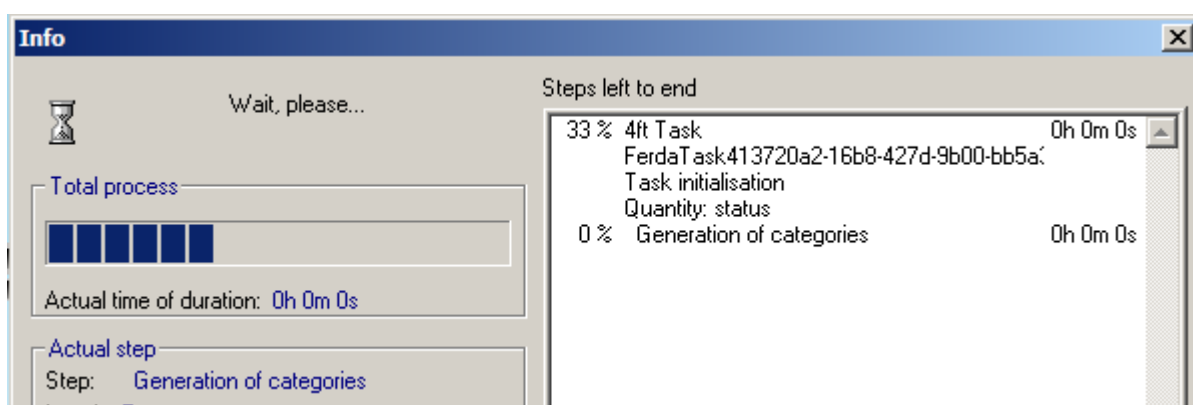 Info
Wait, please...
Total process
Actual time of duration: 0h 0m 0s
Actual step
Step: Generation of categories
Steps left to end
33 % 4ft Task 0h 0m 0s
FerdaTask413720a2-16b8-427d-9b00-bb5a
Task initialisation
Quantity: status
0 % Generation of categories 0h 0m 0s